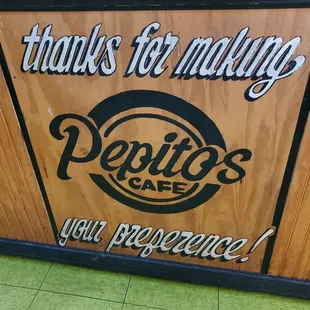 thanks for making
Pepitos
CAFE
your preference!